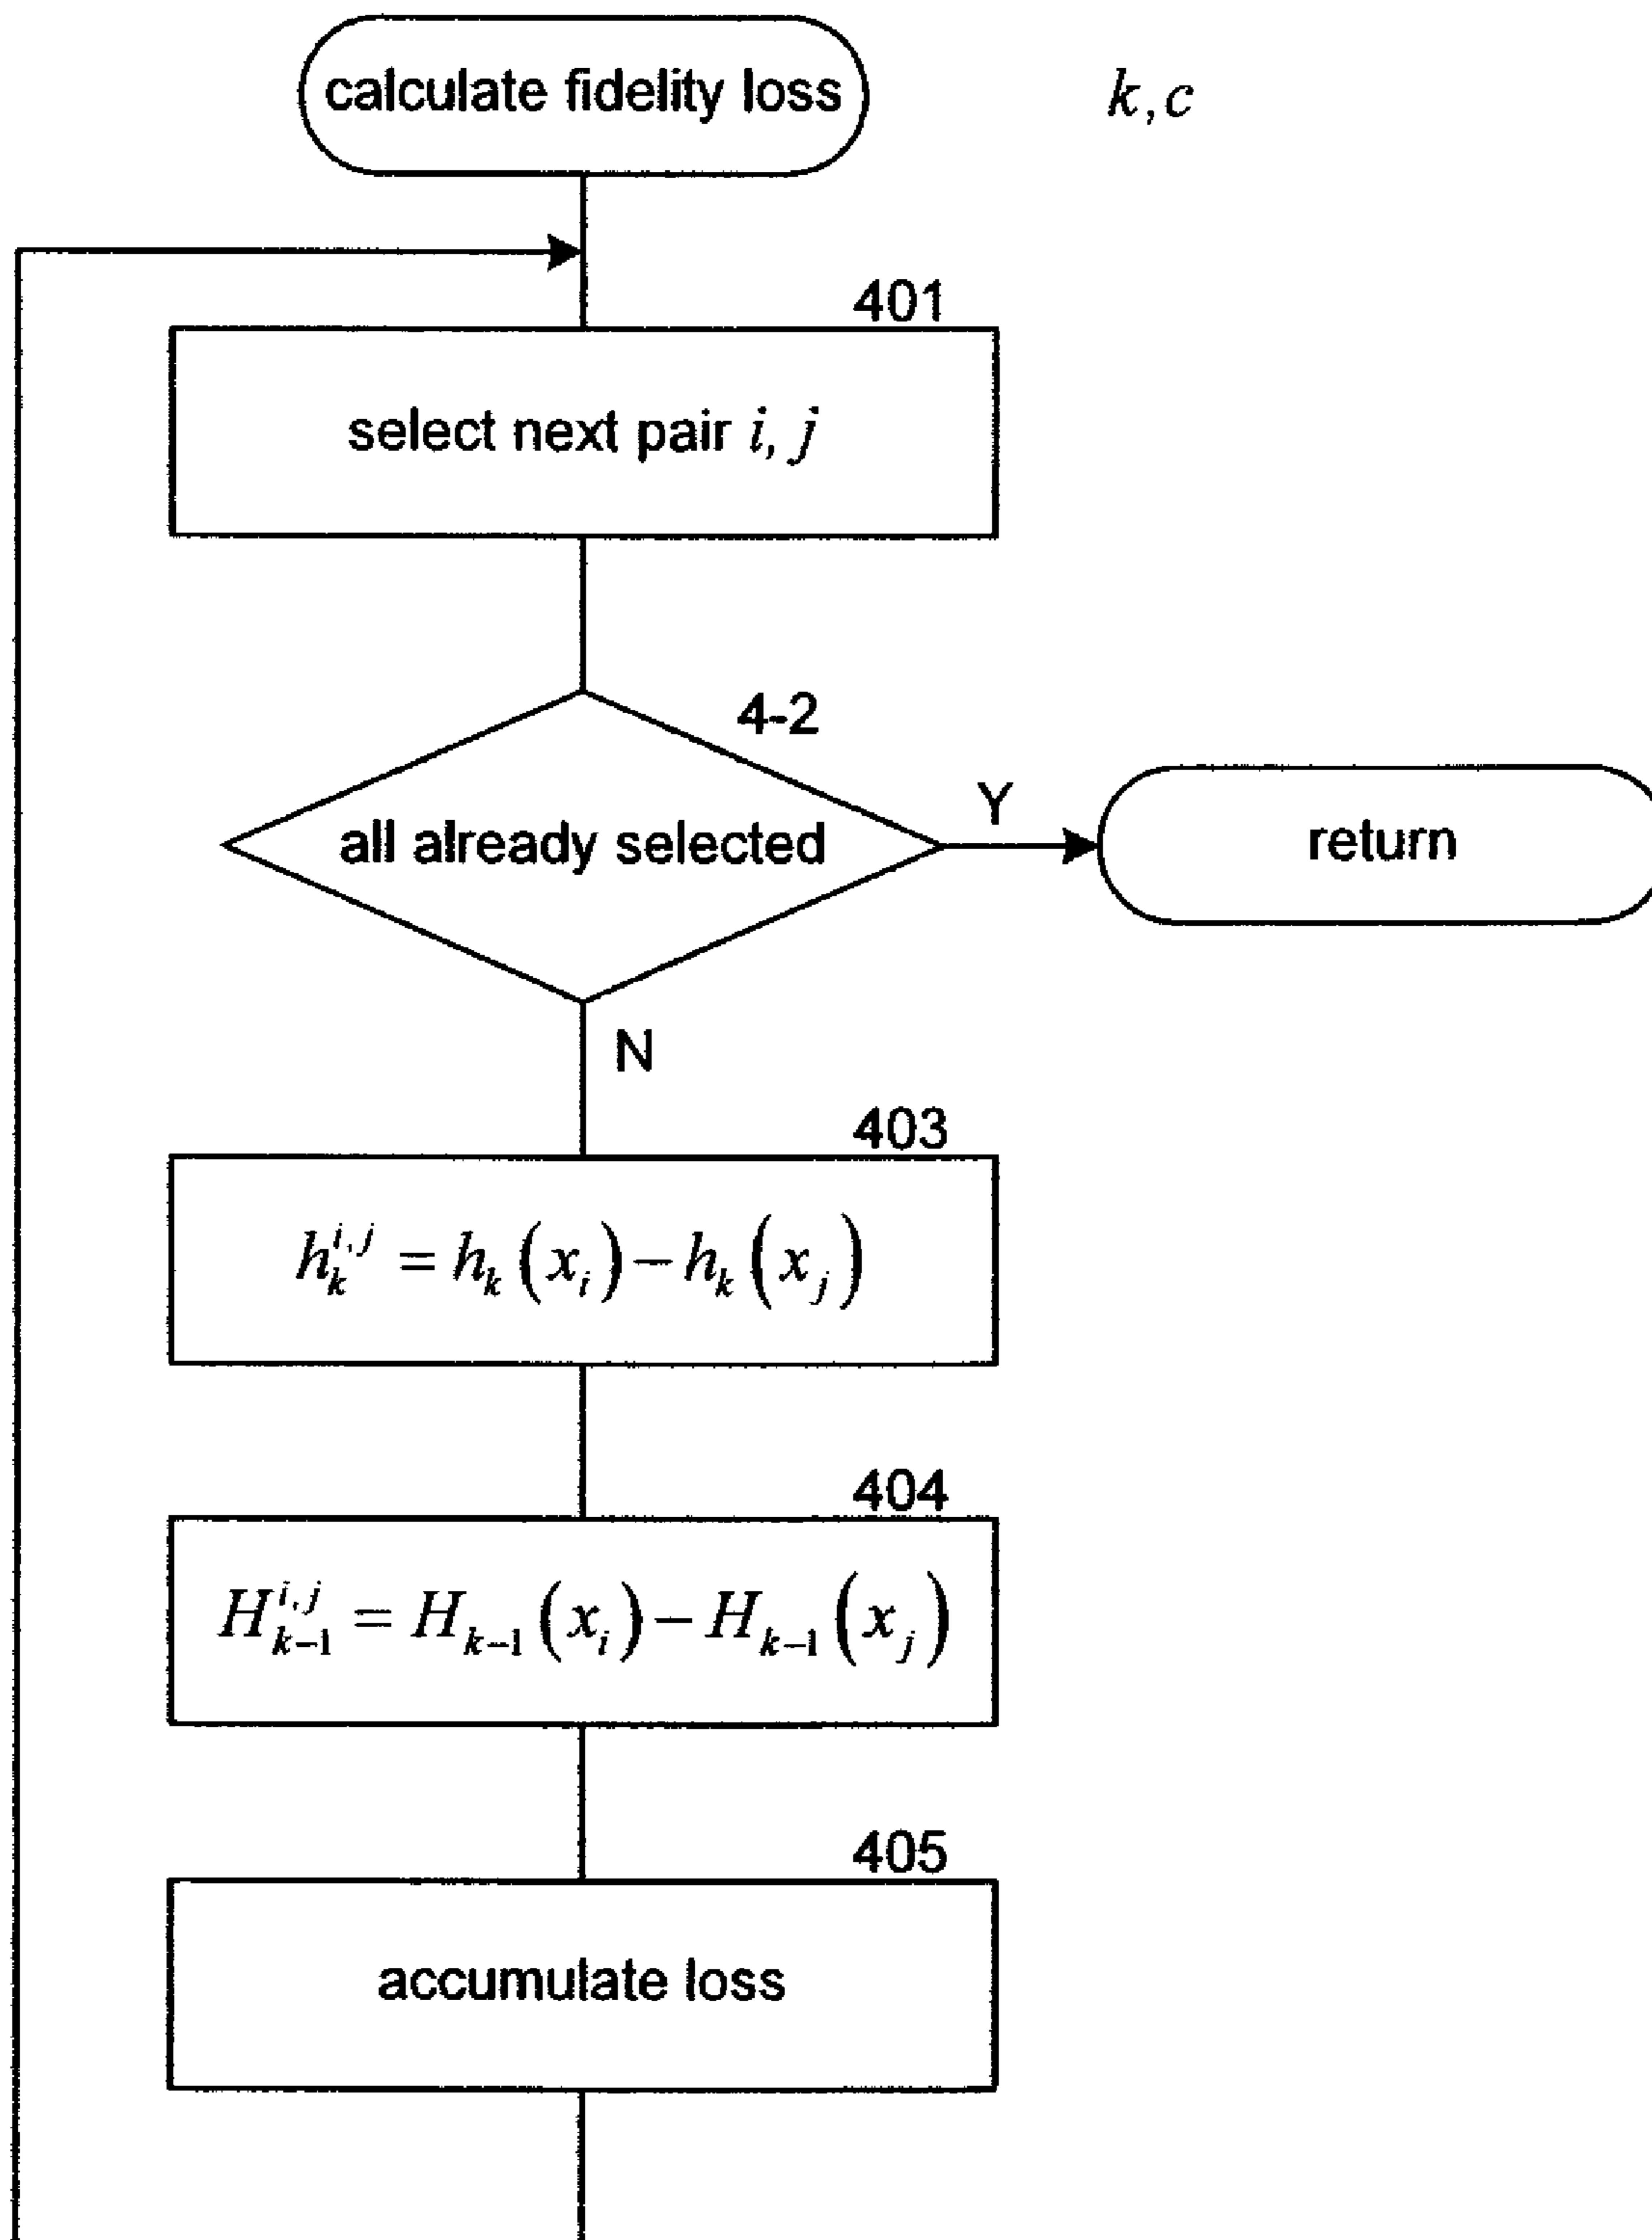 calculate fidelity loss
k, c
401
select next pair i, j
4-2
all already selected
Y
return
N
403
h_k^{i,j} = h_k(x_i) − h_k(x_j)
404
H_{k−1}^{i,j} = H_{k−1}(x_i) − H_{k−1}(x_j)
405
accumulate loss